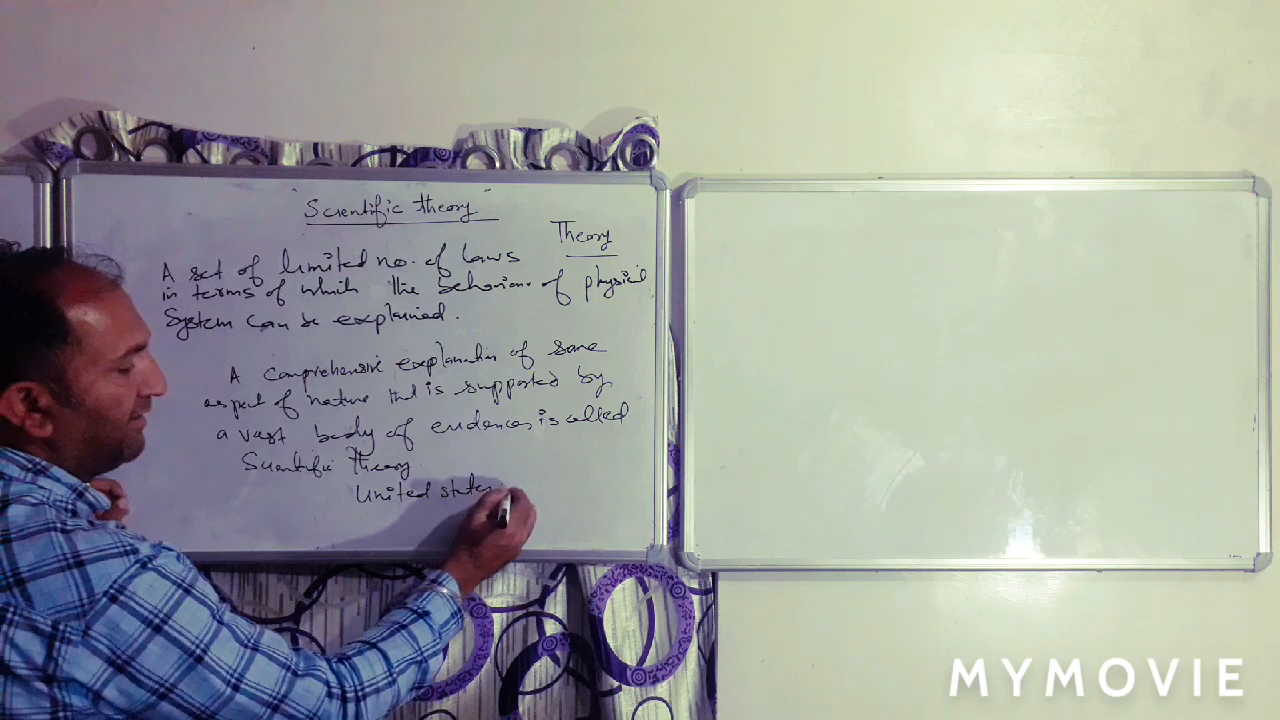 "Scientific theory"
Theory
A set of limited no. of laws
in terms of which the behaviour of physical
System can be explained.
A comprehensive explanation of some
aspect of nature that is supported by
a vast body of evidences is called
Scientific Theory
United states
MYMOVIE